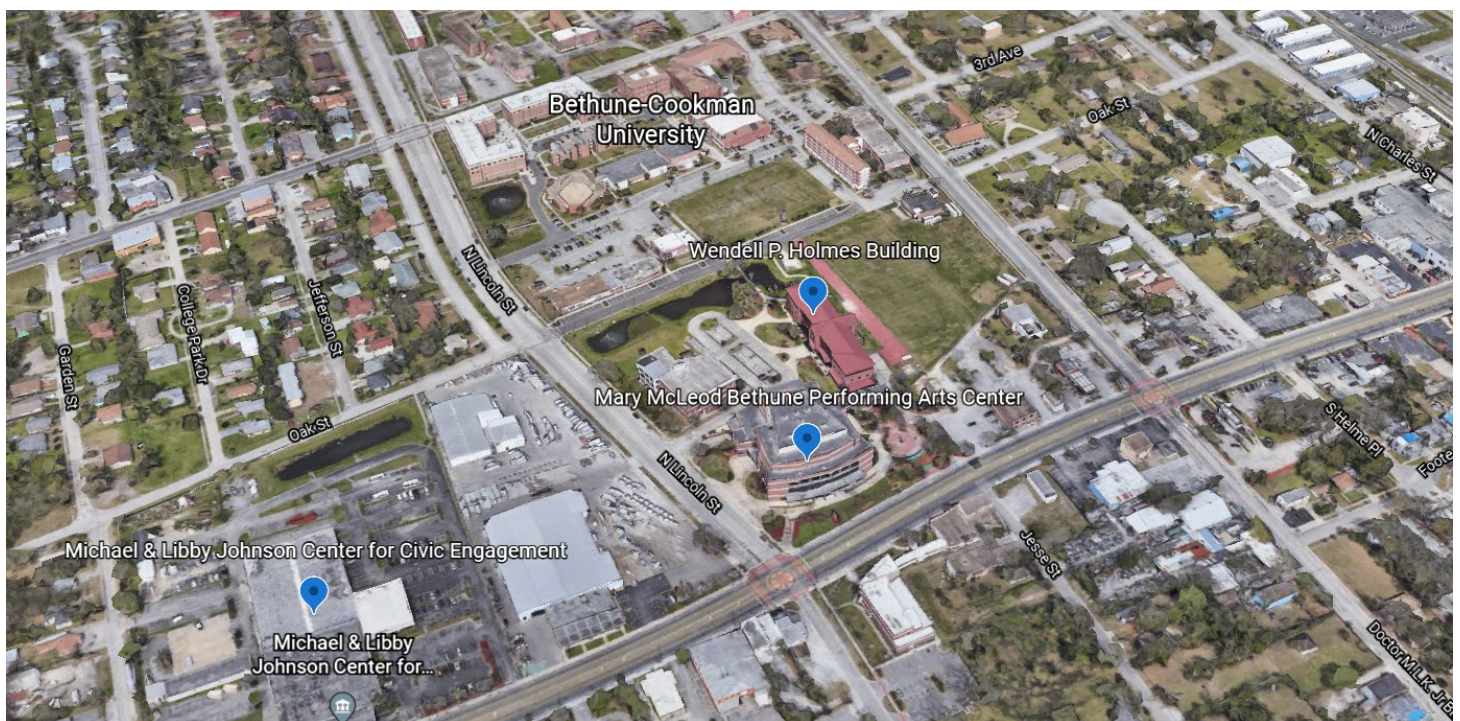 3rd Ave
Bethune-Cookman
University
Oak St
N Charles St
Wendell P. Holmes Building
N Lincoln St
Jefferson St
College Park Dr
Garden St
Mary McLeod Bethune Performing Arts Center
Oak St
S Helme Pl
Foote
N Lincoln St
Michael & Libby Johnson Center for Civic Engagement
Jesse St
Michael & Libby
Johnson Center for...
Doctor M.L.K. Jr B